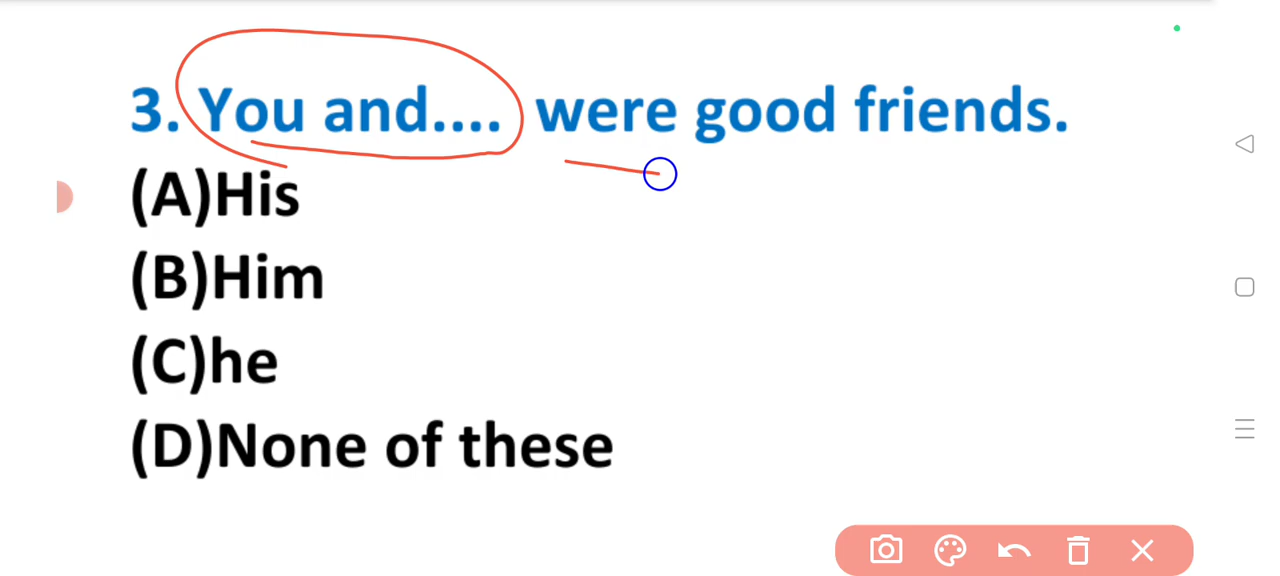 3. You and.... were good friends.
(A)His
(B)Him
(C)he
(D)None of these